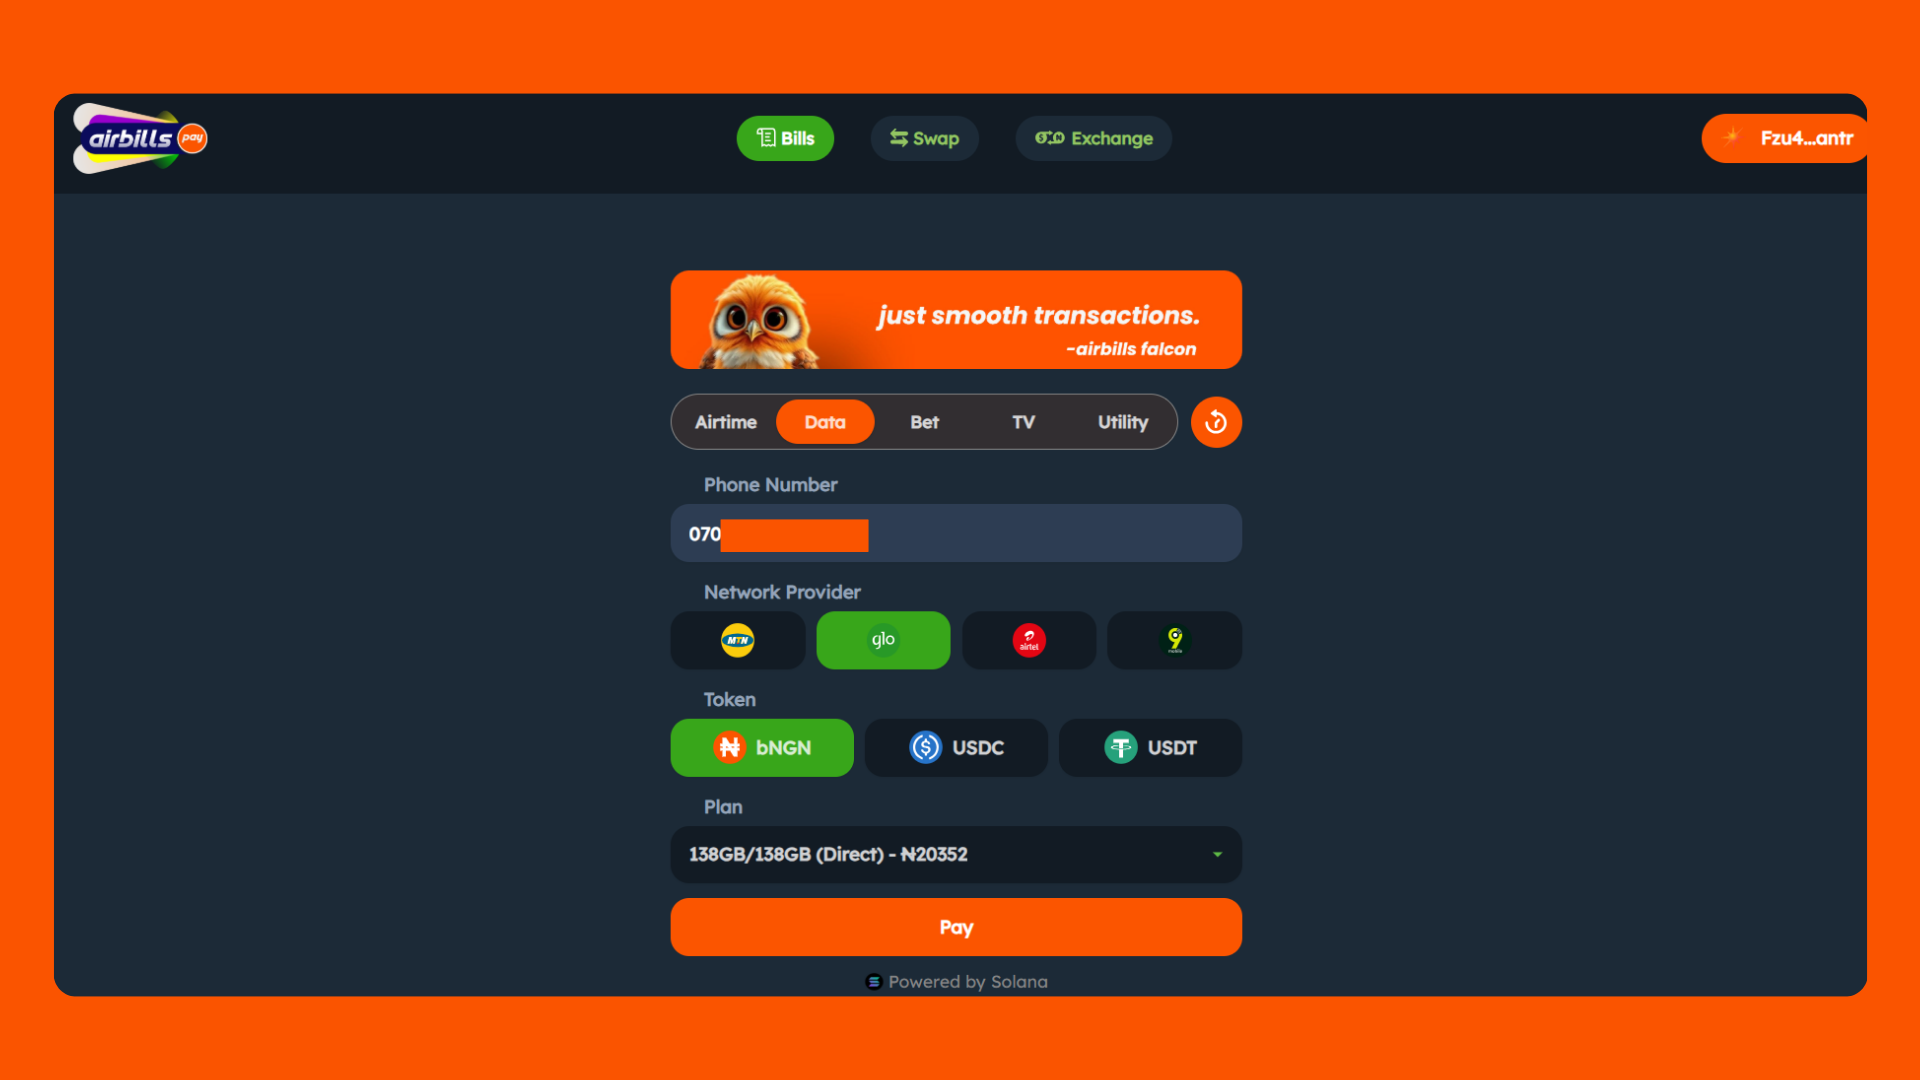 airbills pay
Bills
Swap
Exchange
Fzu4...antr
just smooth transactions.
-airbills falcon
Airtime
Data
Bet
TV
Utility
Phone Number
070
Network Provider
MTN
glo
airtel
9
mobile
Token
bNGN
USDC
USDT
Plan
138GB/138GB (Direct) - ₦20352
Pay
Powered by Solana